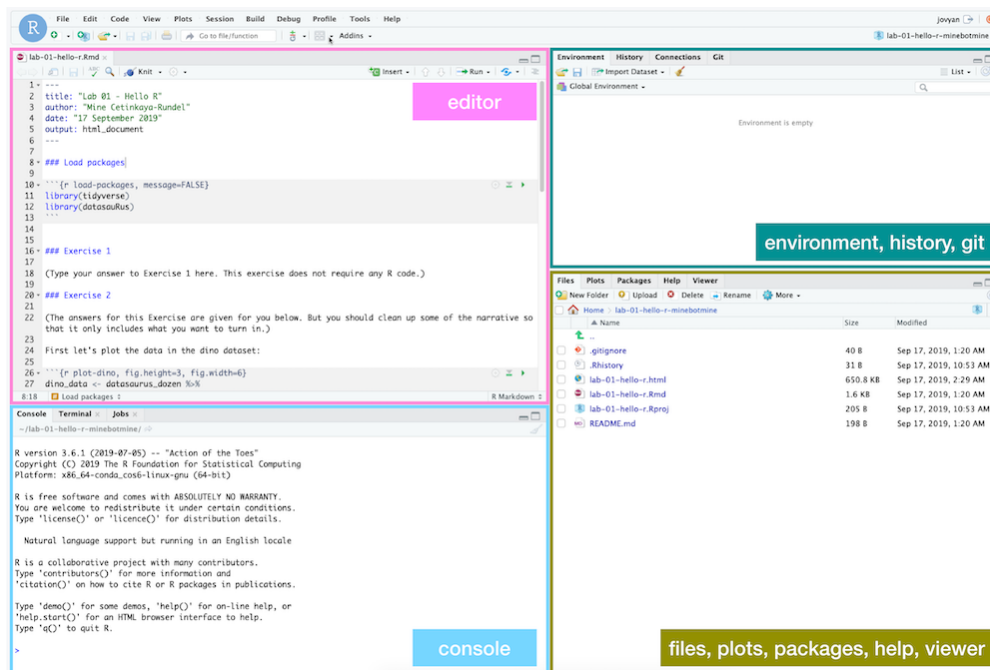 R File Edit Code View Plots Session Build Debug Profile Tools Help jovyan
Go to file/function Addins lab-01-hello-r-minebotmine
lab-01-hello-r.Rmd
Knit Insert Run
editor
1 ---
2 title: "Lab 01 - Hello R"
3 author: "Mine Cetinkaya-Rundel"
4 date: "17 September 2019"
5 output: html_document
6 ---
7
8 ### Load packages
9
10 ```{r load-packages, message=FALSE}
11 library(tidyverse)
12 library(datasauRus)
13 ```
14
15
16 ### Exercise 1
17
18 (Type your answer to Exercise 1 here. This exercise does not require any R code.)
19
20 ### Exercise 2
21
22 (The answers for this Exercise are given for you below. But you should clean up some of the narrative so
that it only includes what you want to turn in.)
23
24 First let's plot the data in the dino dataset:
25
26 ```{r plot-dino, fig.height=3, fig.width=6}
27 dino_data <- datasaurus_dozen %>%
8:18 Load packages R Markdown
Console Terminal Jobs
~/lab-01-hello-r-minebotmine/
R version 3.6.1 (2019-07-05) -- "Action of the Toes"
Copyright (C) 2019 The R Foundation for Statistical Computing
Platform: x86_64-conda_cos6-linux-gnu (64-bit)
R is free software and comes with ABSOLUTELY NO WARRANTY.
You are welcome to redistribute it under certain conditions.
Type 'license()' or 'licence()' for distribution details.
Natural language support but running in an English locale
R is a collaborative project with many contributors.
Type 'contributors()' for more information and
'citation()' on how to cite R or R packages in publications.
Type 'demo()' for some demos, 'help()' for on-line help, or
'help.start()' for an HTML browser interface to help.
Type 'q()' to quit R.
>
console
Environment History Connections Git
Import Dataset List
Global Environment
Environment is empty
environment, history, git
Files Plots Packages Help Viewer
New Folder Upload Delete Rename More
Home lab-01-hello-r-minebotmine
Name Size Modified
..
.gitignore 40 B Sep 17, 2019, 1:20 AM
.Rhistory 31 B Sep 17, 2019, 10:53 AM
lab-01-hello-r.html 650.8 KB Sep 17, 2019, 2:29 AM
lab-01-hello-r.Rmd 1.6 KB Sep 17, 2019, 1:20 AM
lab-01-hello-r.Rproj 205 B Sep 17, 2019, 10:53 AM
README.md 198 B Sep 17, 2019, 1:20 AM
files, plots, packages, help, viewer